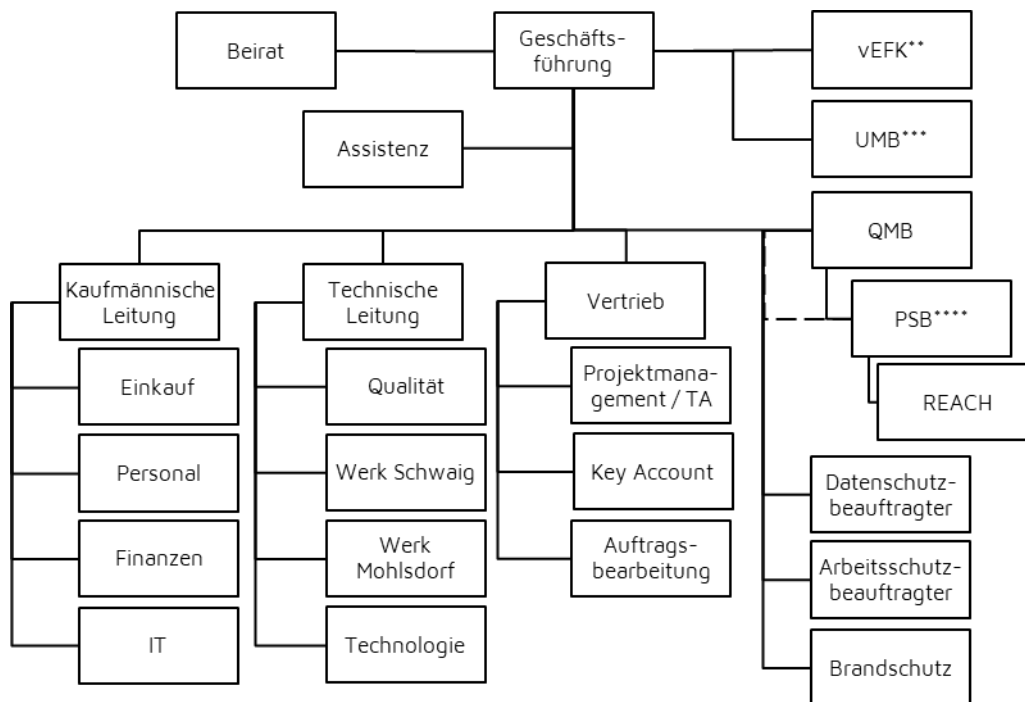 Beirat
Geschäfts-
führung
vEFK**
Assistenz
UMB***
QMB
Kaufmännische
Leitung
Technische
Leitung
Vertrieb
PSB****
Einkauf
Qualität
Projektmana-
gement / TA
REACH
Personal
Werk Schwaig
Key Account
Datenschutz-
beauftragter
Finanzen
Werk
Mohlsdorf
Auftrags-
bearbeitung
Arbeitsschutz-
beauftragter
IT
Technologie
Brandschutz